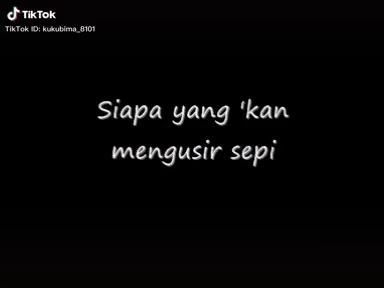 TikTok
TikTok ID: kukubima_8101
Siapa yang 'kan
mengusir sepi